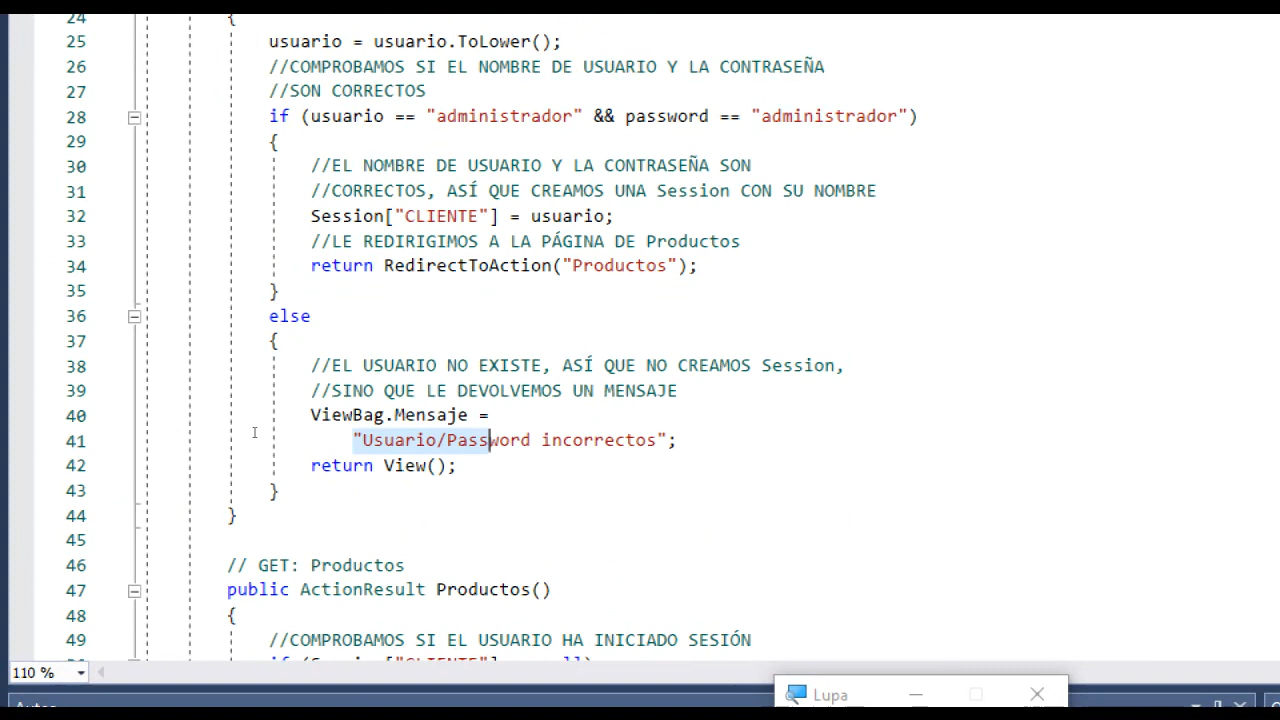 24 {
25 usuario = usuario.ToLower();
26 //COMPROBAMOS SI EL NOMBRE DE USUARIO Y LA CONTRASEÑA
27 //SON CORRECTOS
28 if (usuario == "administrador" && password == "administrador")
29 {
30 //EL NOMBRE DE USUARIO Y LA CONTRASEÑA SON
31 //CORRECTOS, ASÍ QUE CREAMOS UNA Session CON SU NOMBRE
32 Session["CLIENTE"] = usuario;
33 //LE REDIRIGIMOS A LA PÁGINA DE Productos
34 return RedirectToAction("Productos");
35 }
36 else
37 {
38 //EL USUARIO NO EXISTE, ASÍ QUE NO CREAMOS Session,
39 //SINO QUE LE DEVOLVEMOS UN MENSAJE
40 ViewBag.Mensaje =
41 "Usuario/Password incorrectos";
42 return View();
43 }
44 }
45
46 // GET: Productos
47 public ActionResult Productos()
48 {
49 //COMPROBAMOS SI EL USUARIO HA INICIADO SESIÓN
110 %
Lupa